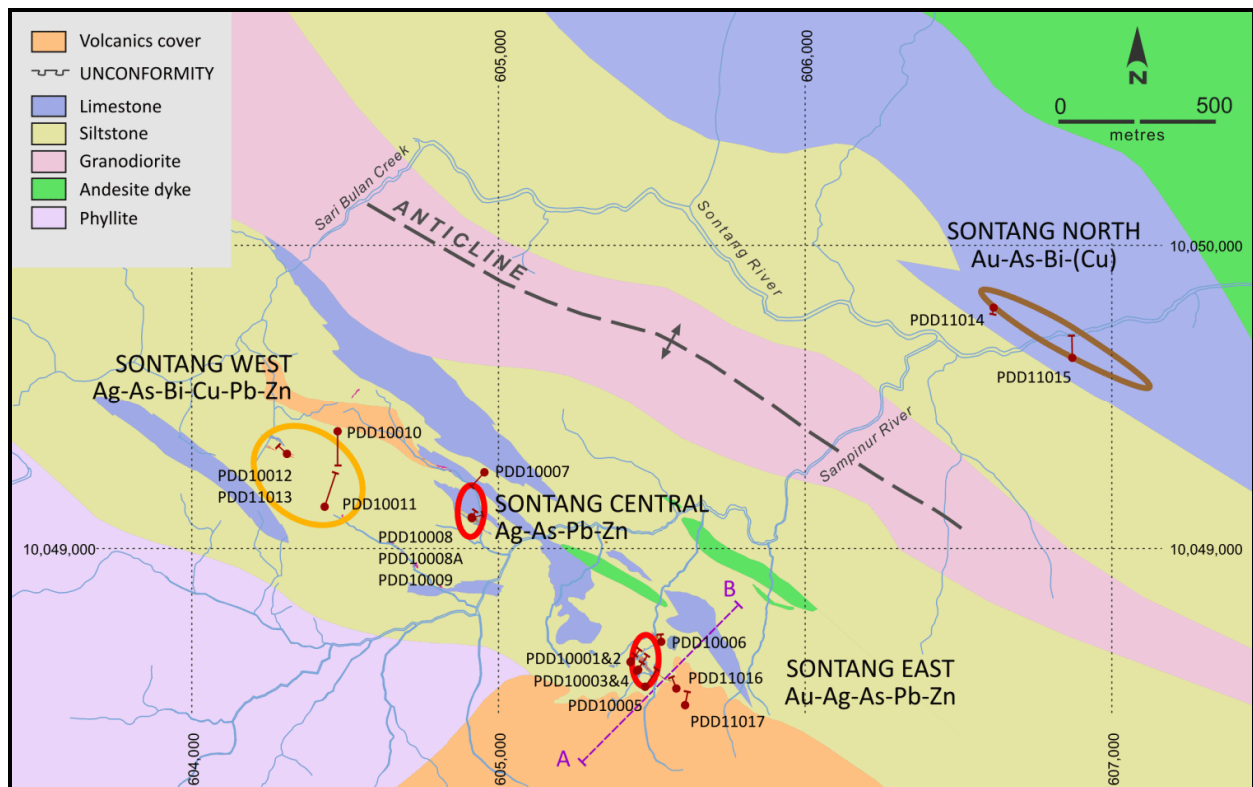 Volcanics cover
UNCONFORMITY
Limestone
Siltstone
Granodiorite
Andesite dyke
Phyllite
605,000
606,000
N
0 500
metres
Sari Bulan Creek
ANTICLINE
Sontang River
SONTANG NORTH
Au-As-Bi-(Cu)
10,050,000
PDD11014
PDD11015
SONTANG WEST
Ag-As-Bi-Cu-Pb-Zn
PDD10010
Sampinur River
PDD10012
PDD11013
PDD10011
PDD10007
SONTANG CENTRAL
Ag-As-Pb-Zn
PDD10008
PDD10008A
PDD10009
10,049,000
10,049,000
B
PDD10006
PDD10001&2
PDD10003&4
PDD10005
PDD11016
PDD11017
SONTANG EAST
Au-Ag-As-Pb-Zn
A
604,000
605,000
607,000